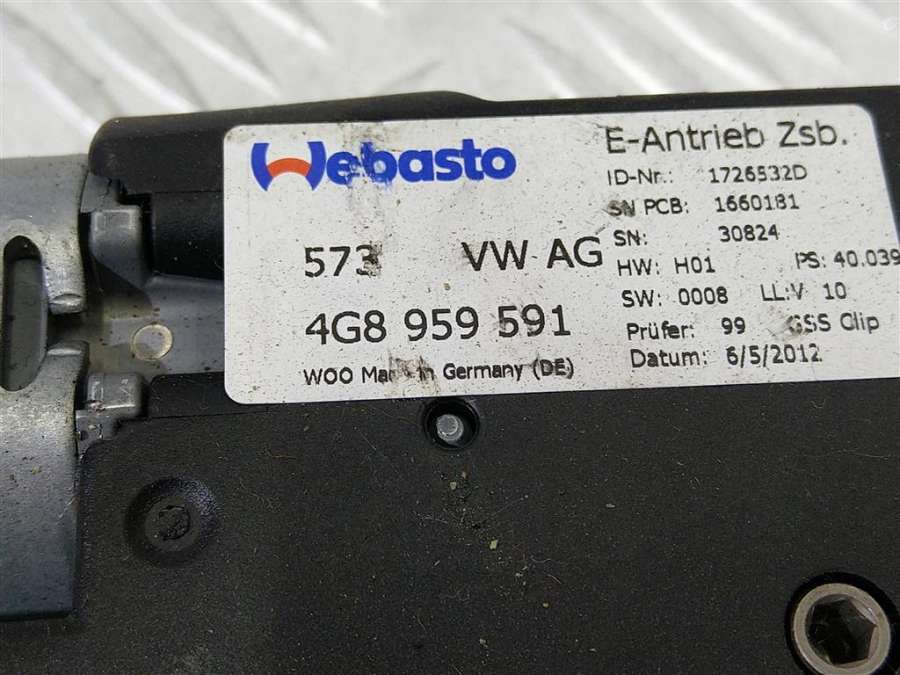 Webasto
573 VW AG
4G8 959 591
WOO in Germany (DE)
E-Antrieb Zsb.
ID-Nr.: 1726532D
SN PCB: 1660181
SN: 30824
HW: H01 PS: 40.039
SW: 0008 LL:V 10
Prüfer: 99 GSS Clip
Datum: 6/5/2012